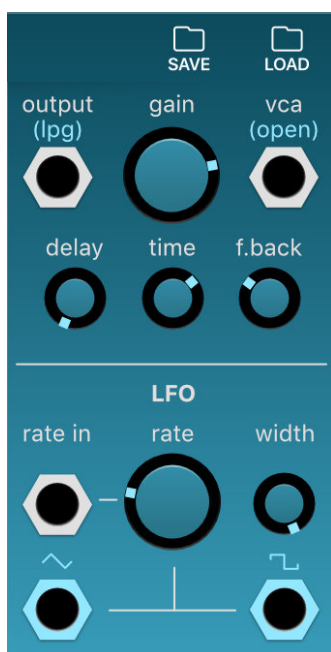 SAVE LOAD
output gain vca
(lpg) (open)
delay time f.back
LFO
rate in rate width